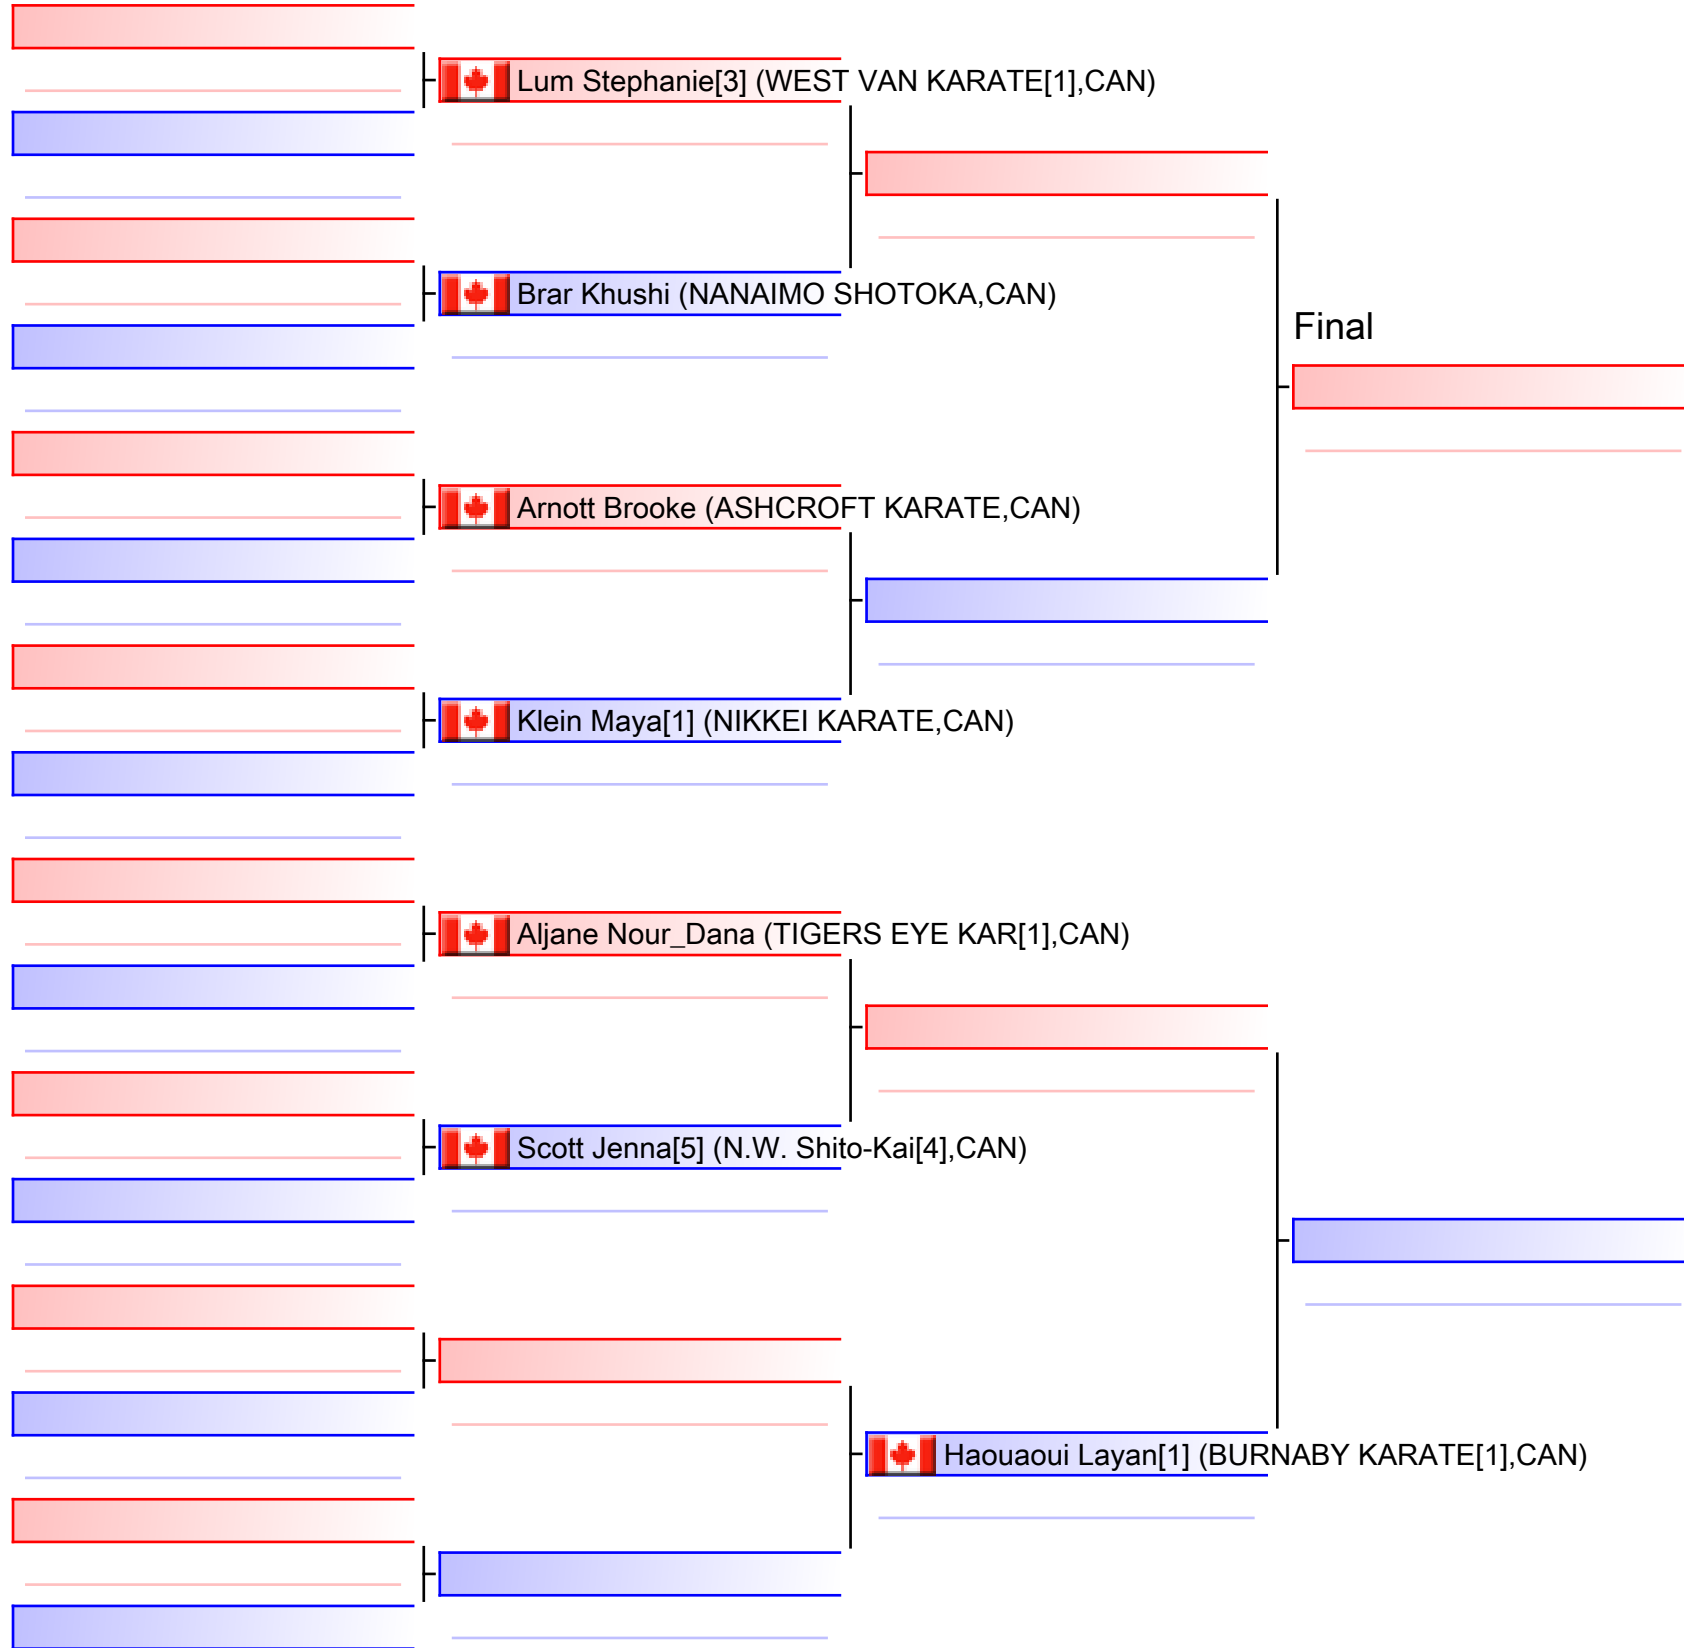 Lum Stephanie[3] (WEST VAN KARATE[1],CAN)
Brar Khushi (NANAIMO SHOTOKA,CAN)
Final
Arnott Brooke (ASHCROFT KARATE,CAN)
Klein Maya[1] (NIKKEI KARATE,CAN)
Aljane Nour_Dana (TIGERS EYE KAR[1],CAN)
Scott Jenna[5] (N.W. Shito-Kai[4],CAN)
Haouaoui Layan[1] (BURNABY KARATE[1],CAN)